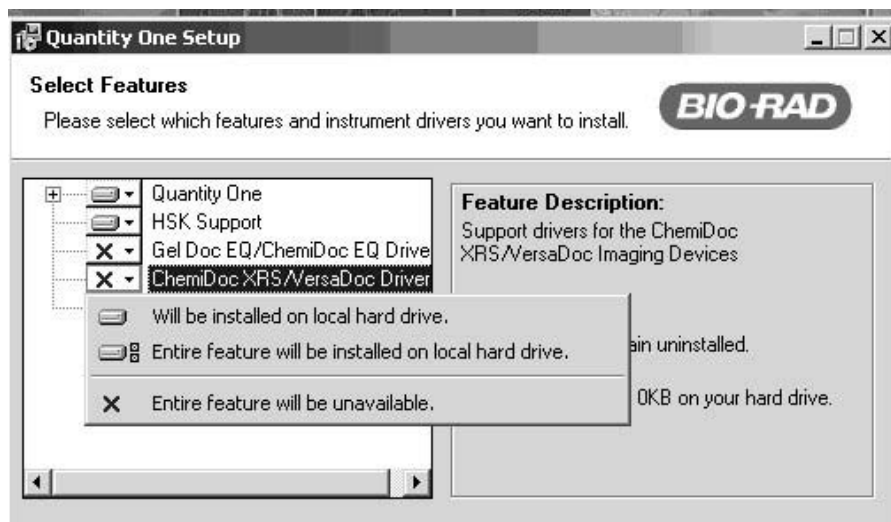 Quantity One Setup
Select Features
Please select which features and instrument drivers you want to install.
BIO-RAD
Quantity One
HSK Support
Gel Doc EQ/ChemiDoc EQ Drive
ChemiDoc XRS/VersaDoc Driver
Will be installed on local hard drive.
Entire feature will be installed on local hard drive.
Entire feature will be unavailable.
Feature Description:
Support drivers for the ChemiDoc
XRS/VersaDoc Imaging Devices
ain uninstalled.
0KB on your hard drive.